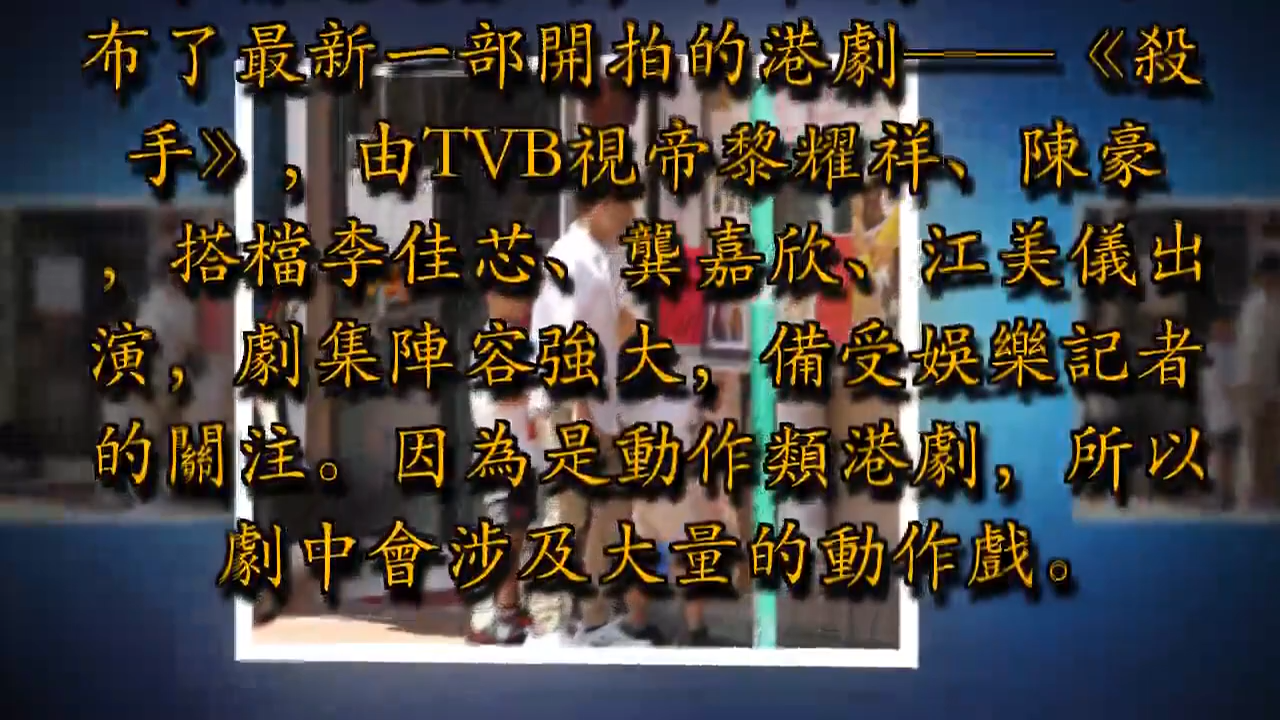 布了最新一部開拍的港劇——《殺
手》，由TVB視帝黎耀祥、陳豪
，搭檔李佳芯、龔嘉欣、江美儀出
演，劇集陣容強大，備受娛樂記者
的關注。因為是動作類港劇，所以
劇中會涉及大量的動作戲。